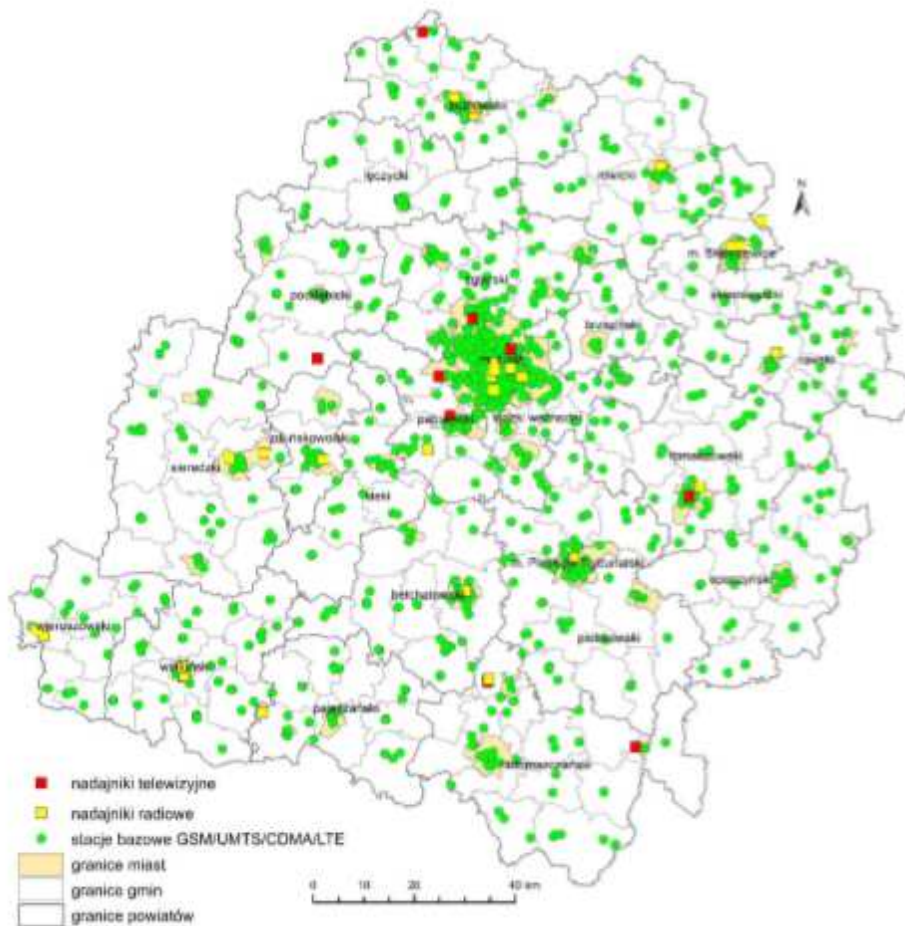 łęczycki
łowicki
N
m. Skierniewice
skierniewicki
zgierski
poddębicki
brzeziński
rawski
pabianicki
łódzki wschodni
zduńskowolski
sieradzki
tomaszowski
łaski
m. Piotrków Trybunalski
opoczyński
bełchatowski
wieruszowski
piotrkowski
wieluński
pajęczański
radomszczański
nadajniki telewizyjne
nadajniki radiowe
stacje bazowe GSM/UMTS/CDMA/LTE
granice miast
granice gmin
granice powiatów
0 10 20 40 km